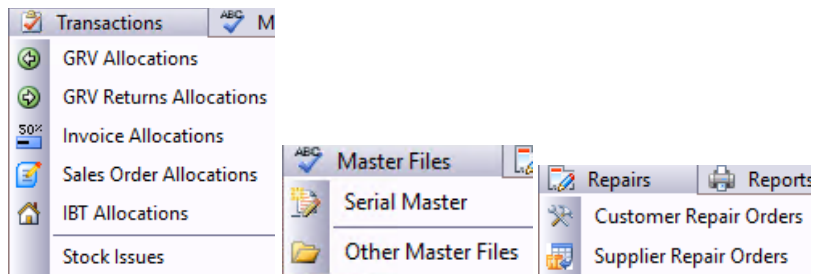 Transactions ABC M
GRV Allocations
GRV Returns Allocations
50% Invoice Allocations
Sales Order Allocations
IBT Allocations
Stock Issues
ABC Master Files
Serial Master
Other Master Files
Repairs Reports
Customer Repair Orders
Supplier Repair Orders